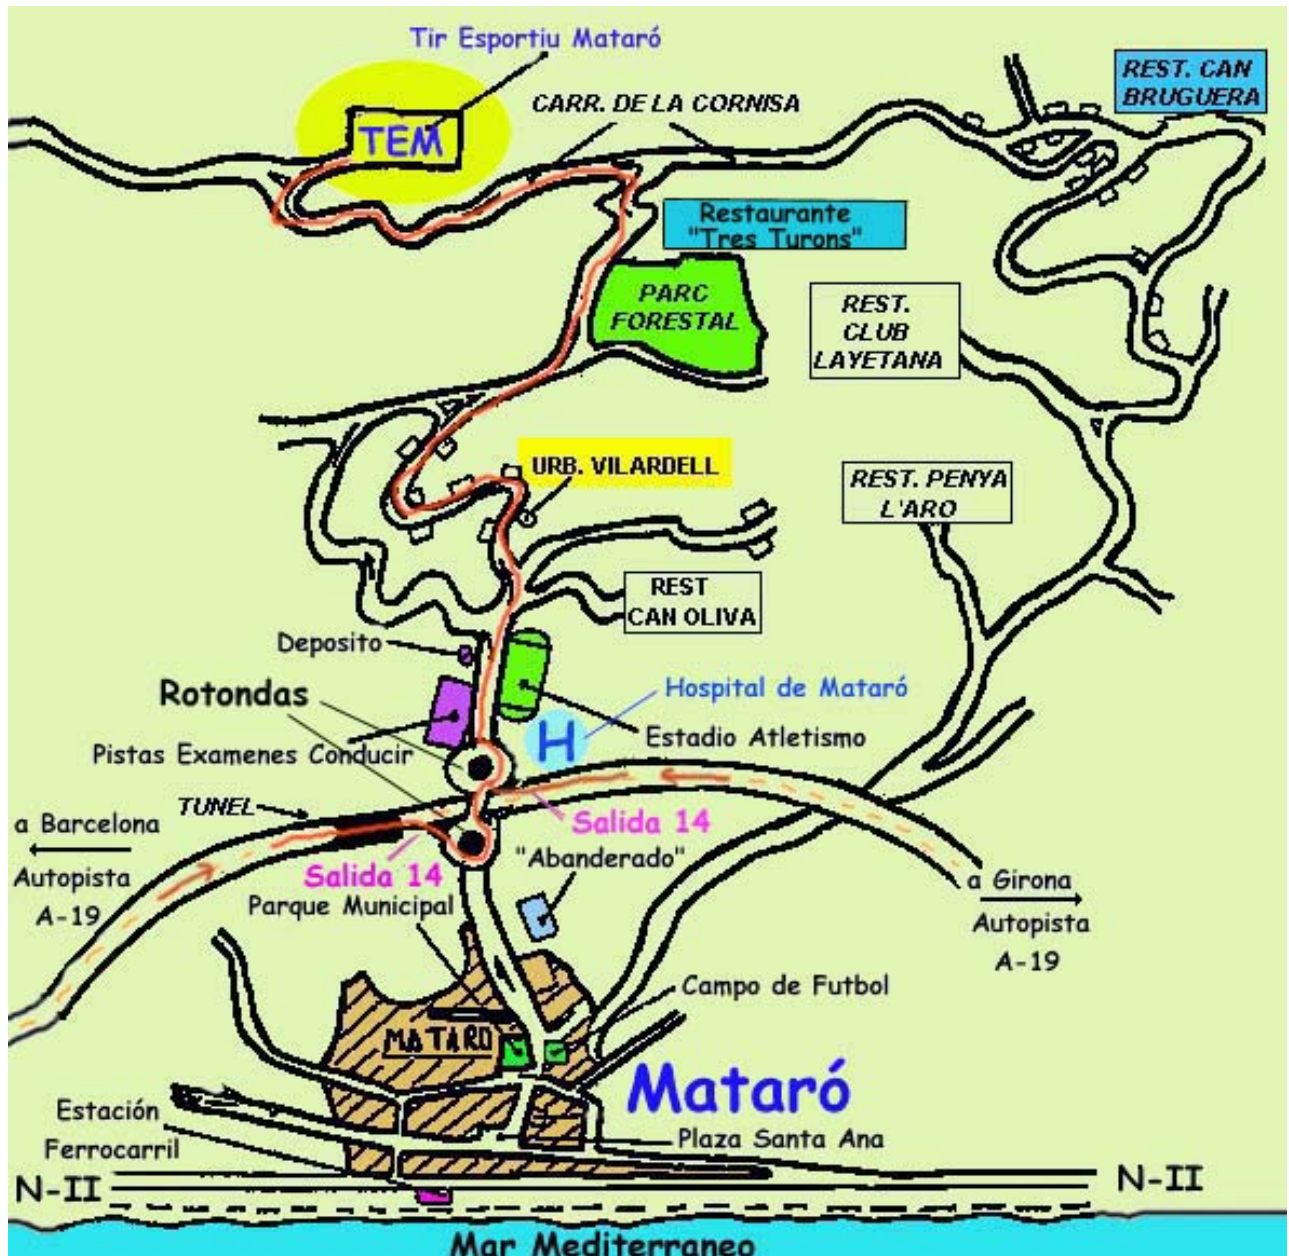 Tir Esportiu Mataró
REST. CAN
BRUGUERA
CARR. DE LA CORNISA
TEM
Restaurante
"Tres Turons"
PARC
FORESTAL
REST.
CLUB
LAYETANA
URB. VILARDELL
REST. PENYA
L'ARO
REST
CAN OLIVA
Deposito
Rotondas
Hospital de Mataró
H
Estadio Atletismo
Pistas Examenes Conducir
TUNEL
a Barcelona
Autopista
A-19
Salida 14
Salida 14
"Abanderado"
Parque Municipal
a Girona
Autopista
A-19
Campo de Futbol
MATARO
Mataró
Estación
Ferrocarril
Plaza Santa Ana
N-II
N-II
Mar Mediterraneo